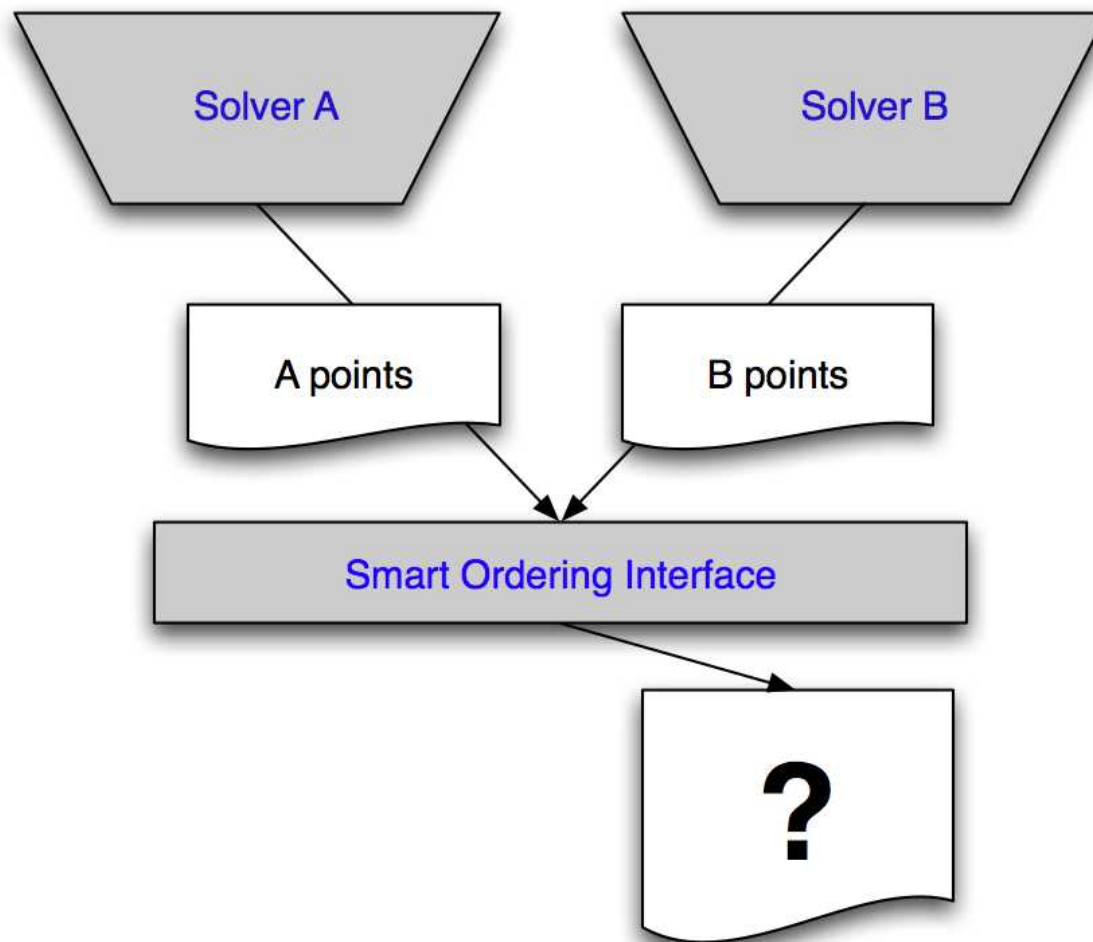 Solver A
Solver B
A points
B points
Smart Ordering Interface
?